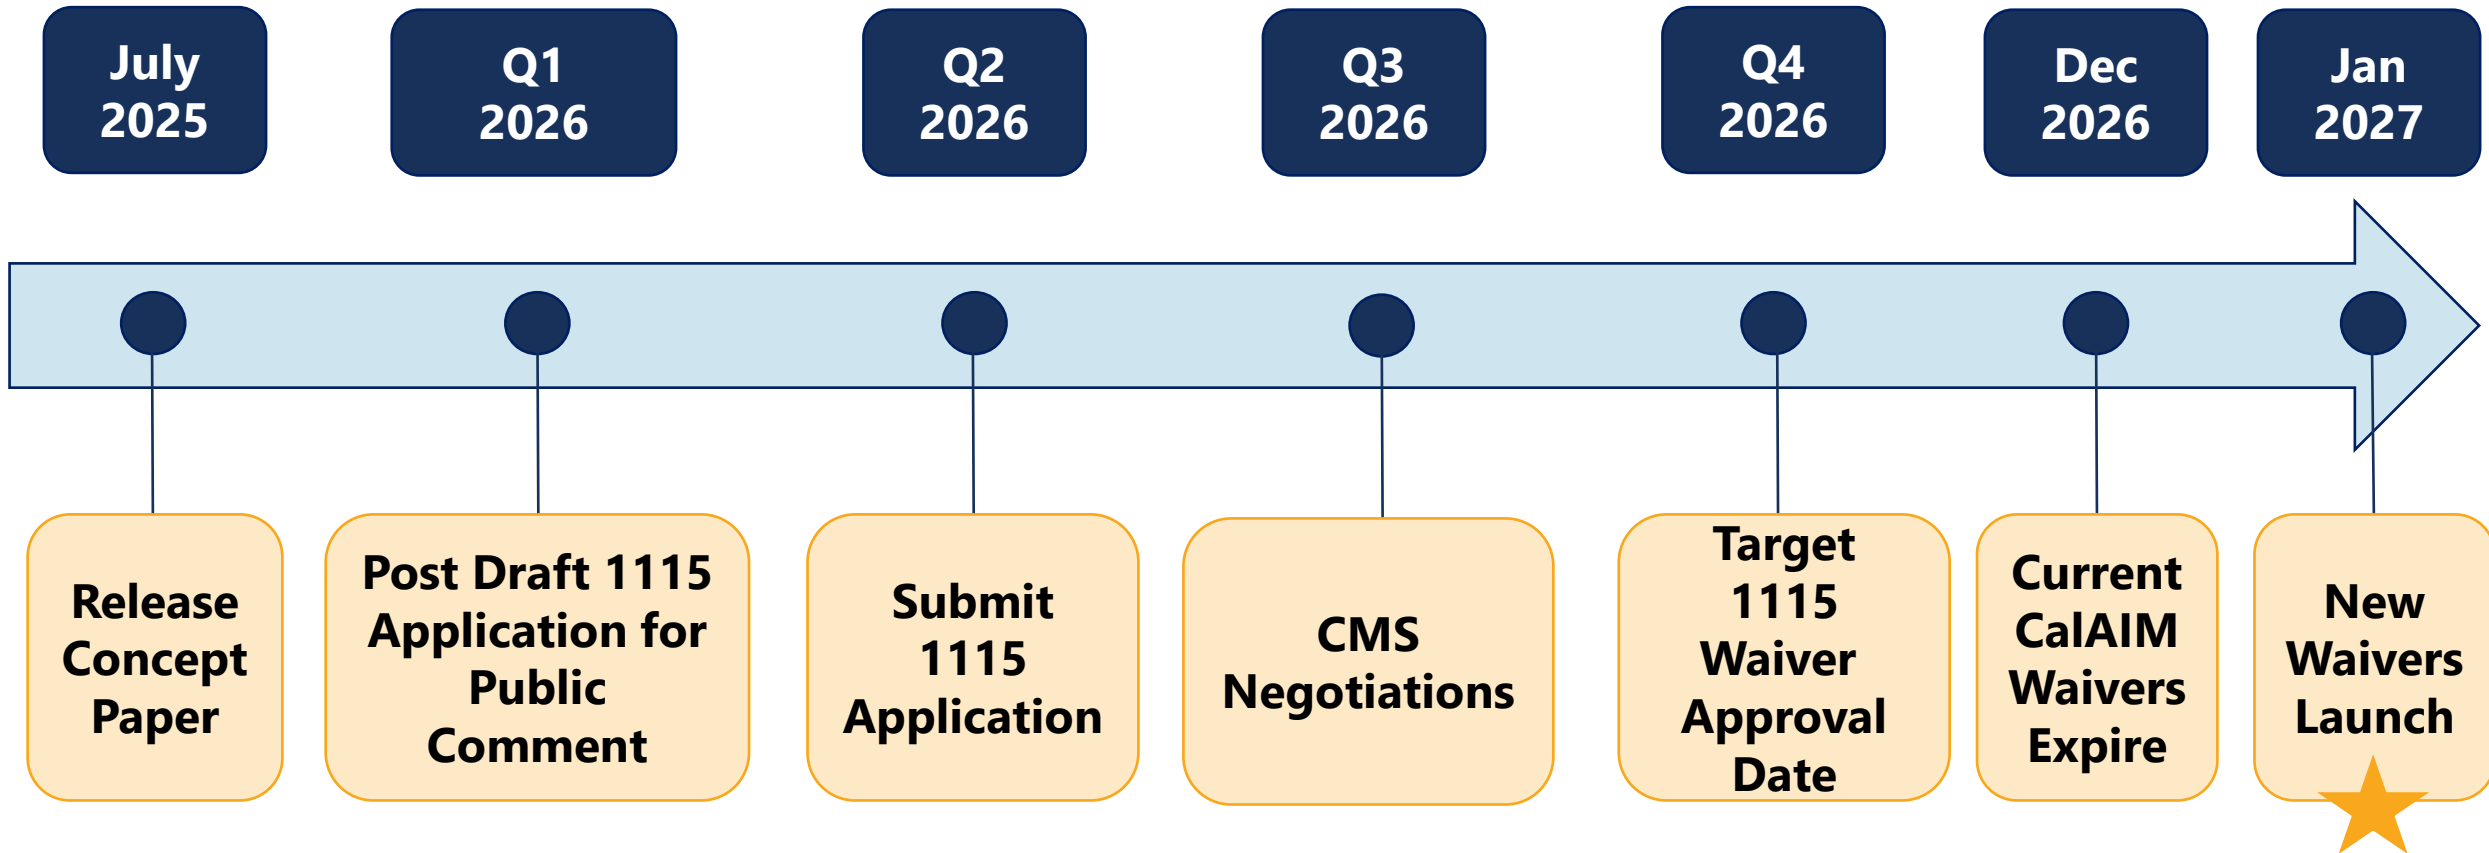 July
2025
Q1
2026
Q2
2026
Q3
2026
Q4
2026
Dec
2026
Jan
2027
Release
Concept
Paper
Post Draft 1115
Application for
Public
Comment
Submit
1115
Application
CMS
Negotiations
Target
1115
Waiver
Approval
Date
Current
CalAIM
Waivers
Expire
New
Waivers
Launch